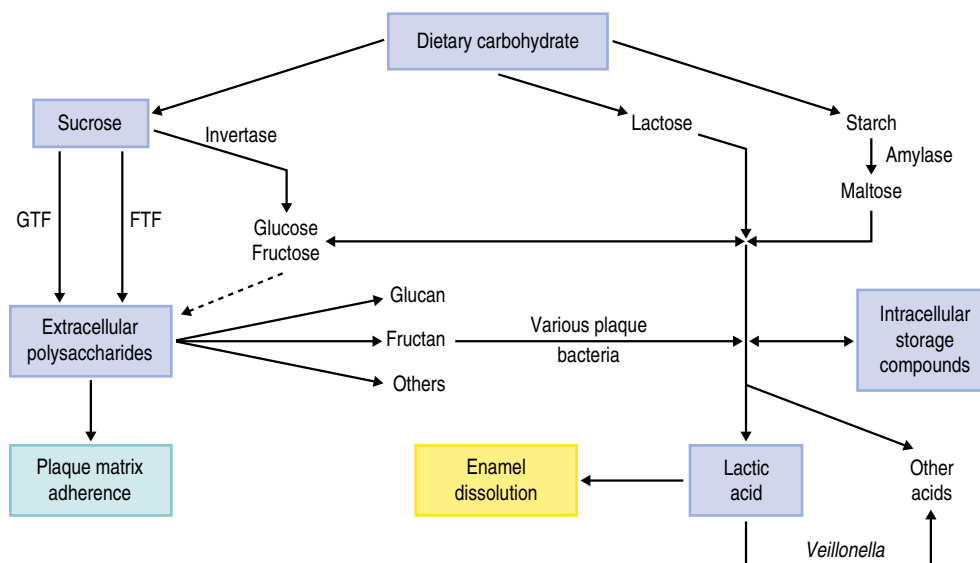 Dietary carbohydrate
Sucrose
Invertase
Lactose
Starch
Amylase
Maltose
GTF
FTF
Glucose
Fructose
Extracellular
polysaccharides
Glucan
Fructan
Others
Various plaque
bacteria
Intracellular
storage
compounds
Plaque matrix
adherence
Enamel
dissolution
Lactic
acid
Other
acids
Veillonella